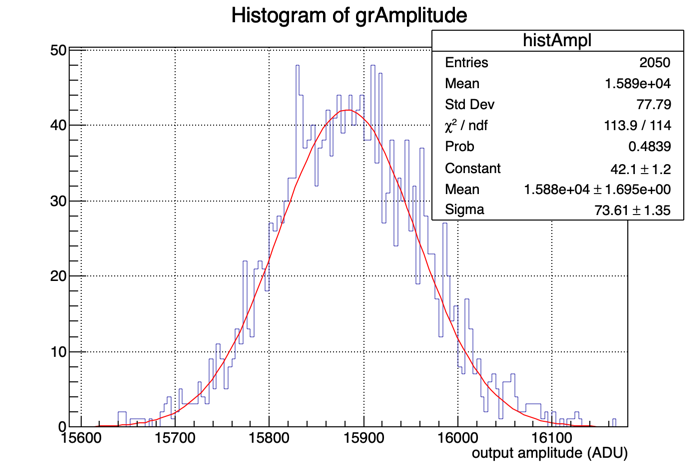 Histogram of grAmplitude
histAmpl
Entries 2050
Mean 1.589e+04
Std Dev 77.79
χ² / ndf 113.9 / 114
Prob 0.4839
Constant 42.1 ± 1.2
Mean 1.588e+04 ± 1.695e+00
Sigma 73.61 ± 1.35
50
40
30
20
10
0
15600 15700 15800 15900 16000 16100
output amplitude (ADU)